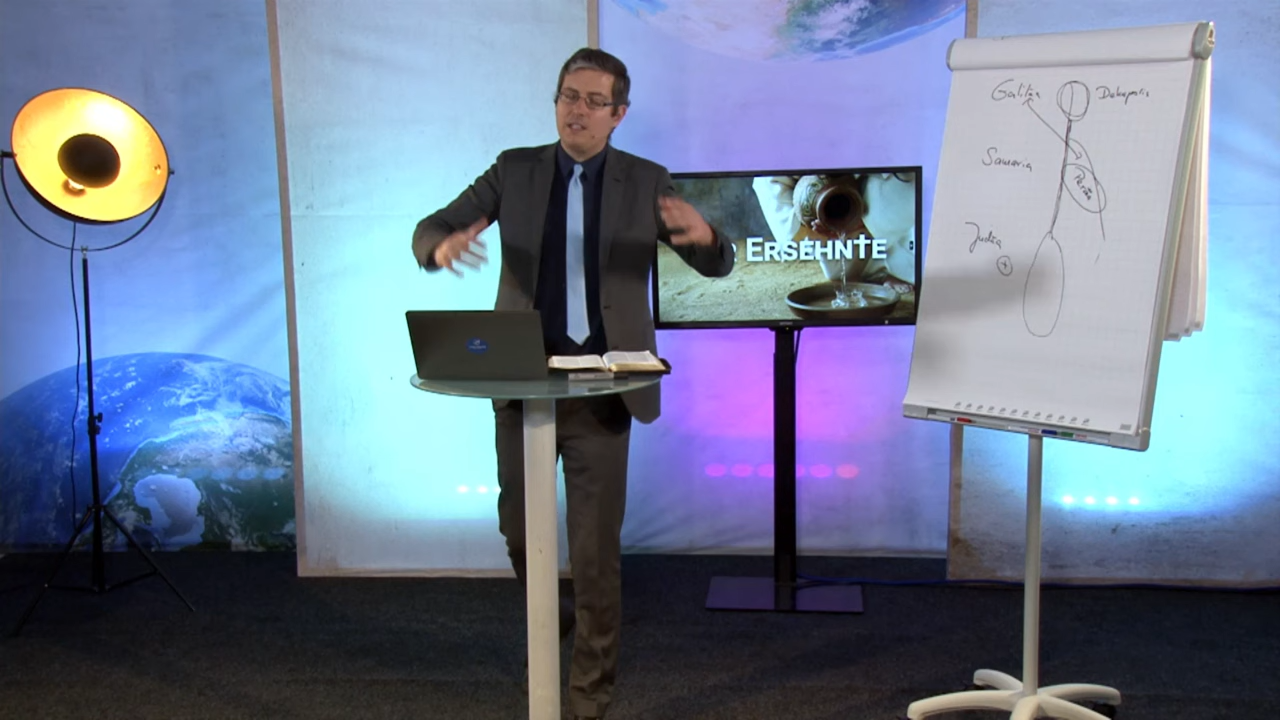 ERSEHNTE
Galiläa
Dekapolis
Samaria
Peräa
Judäa